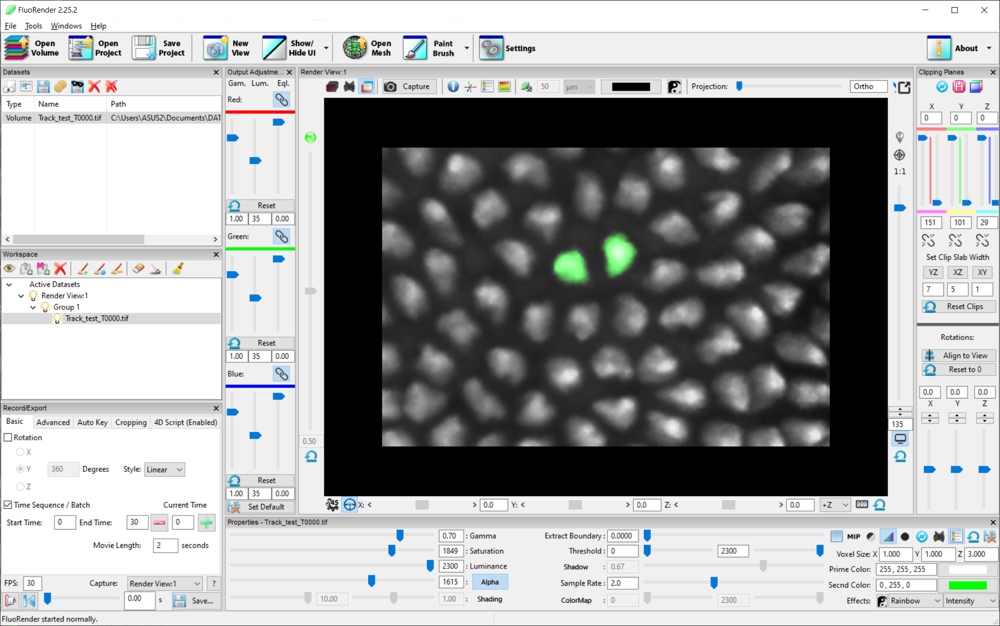 FluoRender 2.25.2
File Tools Windows Help
Open Volume
Open Project
Save Project
New View
Show/ Hide UI
Open Mesh
Paint Brush
Settings
About
Datasets
Type Name Path
Volume Track_test_T0000.tif C:\Users\ASUS2\Documents\DAT
Workspace
Active Datasets
Render View:1
Group 1
Track_test_T0000.tif
Record/Export
Basic Advanced Auto Key Cropping 4D Script (Enabled)
Rotation
X
Y 360 Degrees Style: Linear
Z
Time Sequence / Batch Current Time
Start Time: 0 End Time: 30 0
Movie Length: 2 seconds
FPS: 30 Capture: Render View:1 ?
0.00 s Save...
FluoRender started normally.
Output Adjustme...
Gam. Lum. Eql.
Red:
Reset
1.00 35 0.00
Green:
Reset
1.00 35 0.00
Blue:
Reset
1.00 35 0.00
Set Default
Render View:1
Capture SB 50 µm Projection: Ortho
1:1
0.50
135
45 X: < > 0.0 Y: < > 0.0 Z: < > 0.0 +Z 000
Clipping Planes
H
X Y Z
0 0 0
151 101 29
Set Clip Slab Width
YZ XZ XY
7 5 1
Reset Clips
Rotations:
Align to View
Reset to 0
0.0 0.0 0.0
X Y Z
Properties - Track_test_T0000.tif
0.70 : Gamma
1849 : Saturation
2300 : Luminance
1615 : Alpha
10.00 1.00 : Shading
Extract Boundary : 0.0000
Threshold : 0 2300
Shadow : 0.67
Sample Rate : 2.0
ColorMap : 0 2300
MIP
Voxel Size: X 1.000 Y 1.000 Z 3.000
Prime Color: 255 , 255 , 255
Secnd Color: 0 , 255 , 0
Effects: Rainbow Intensity